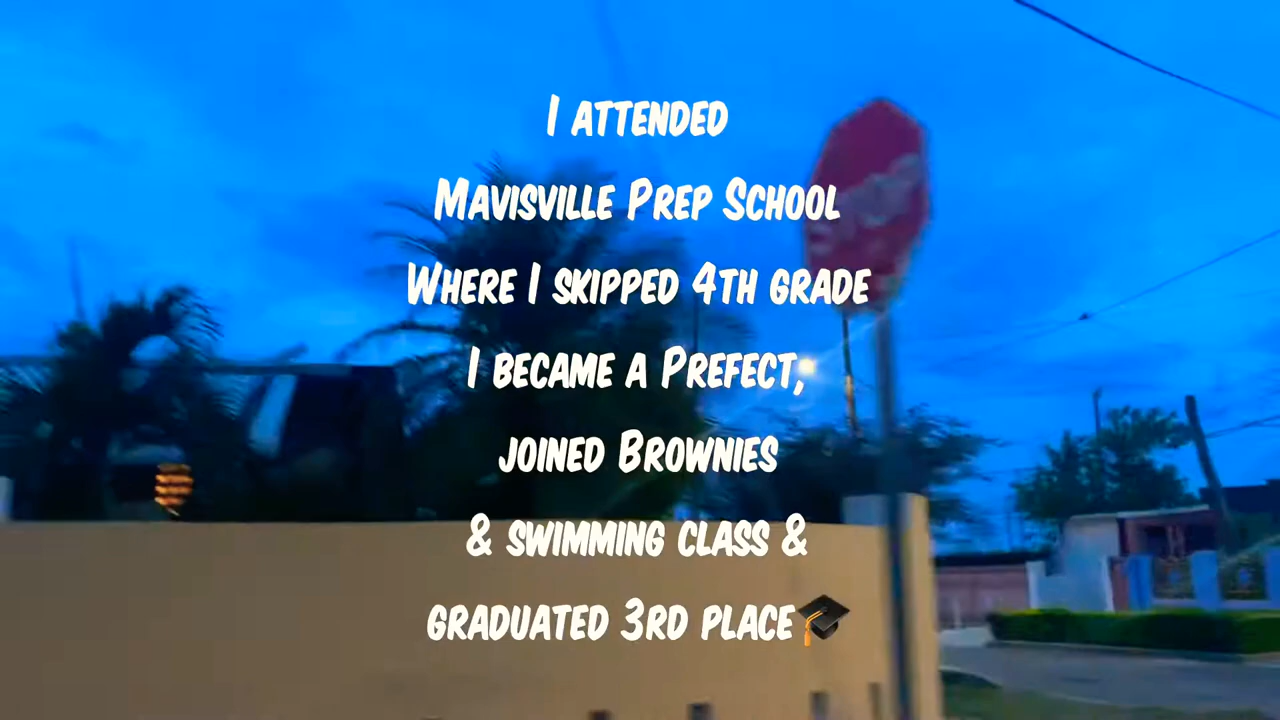 I attended
Mavisville Prep School
Where I skipped 4th grade
I became a Prefect,
joined Brownies
& swimming class &
graduated 3rd place🎓